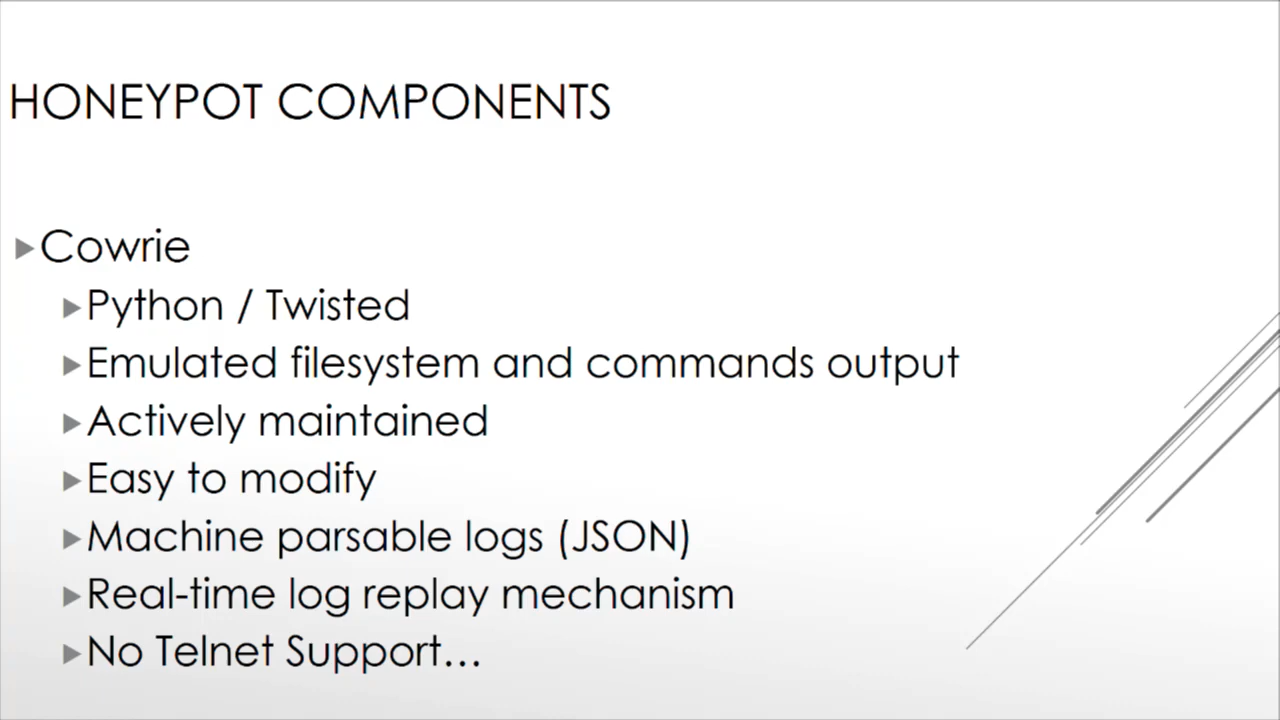 HONEYPOT COMPONENTS
Cowrie
Python / Twisted
Emulated filesystem and commands output
Actively maintained
Easy to modify
Machine parsable logs (JSON)
Real-time log replay mechanism
No Telnet Support...